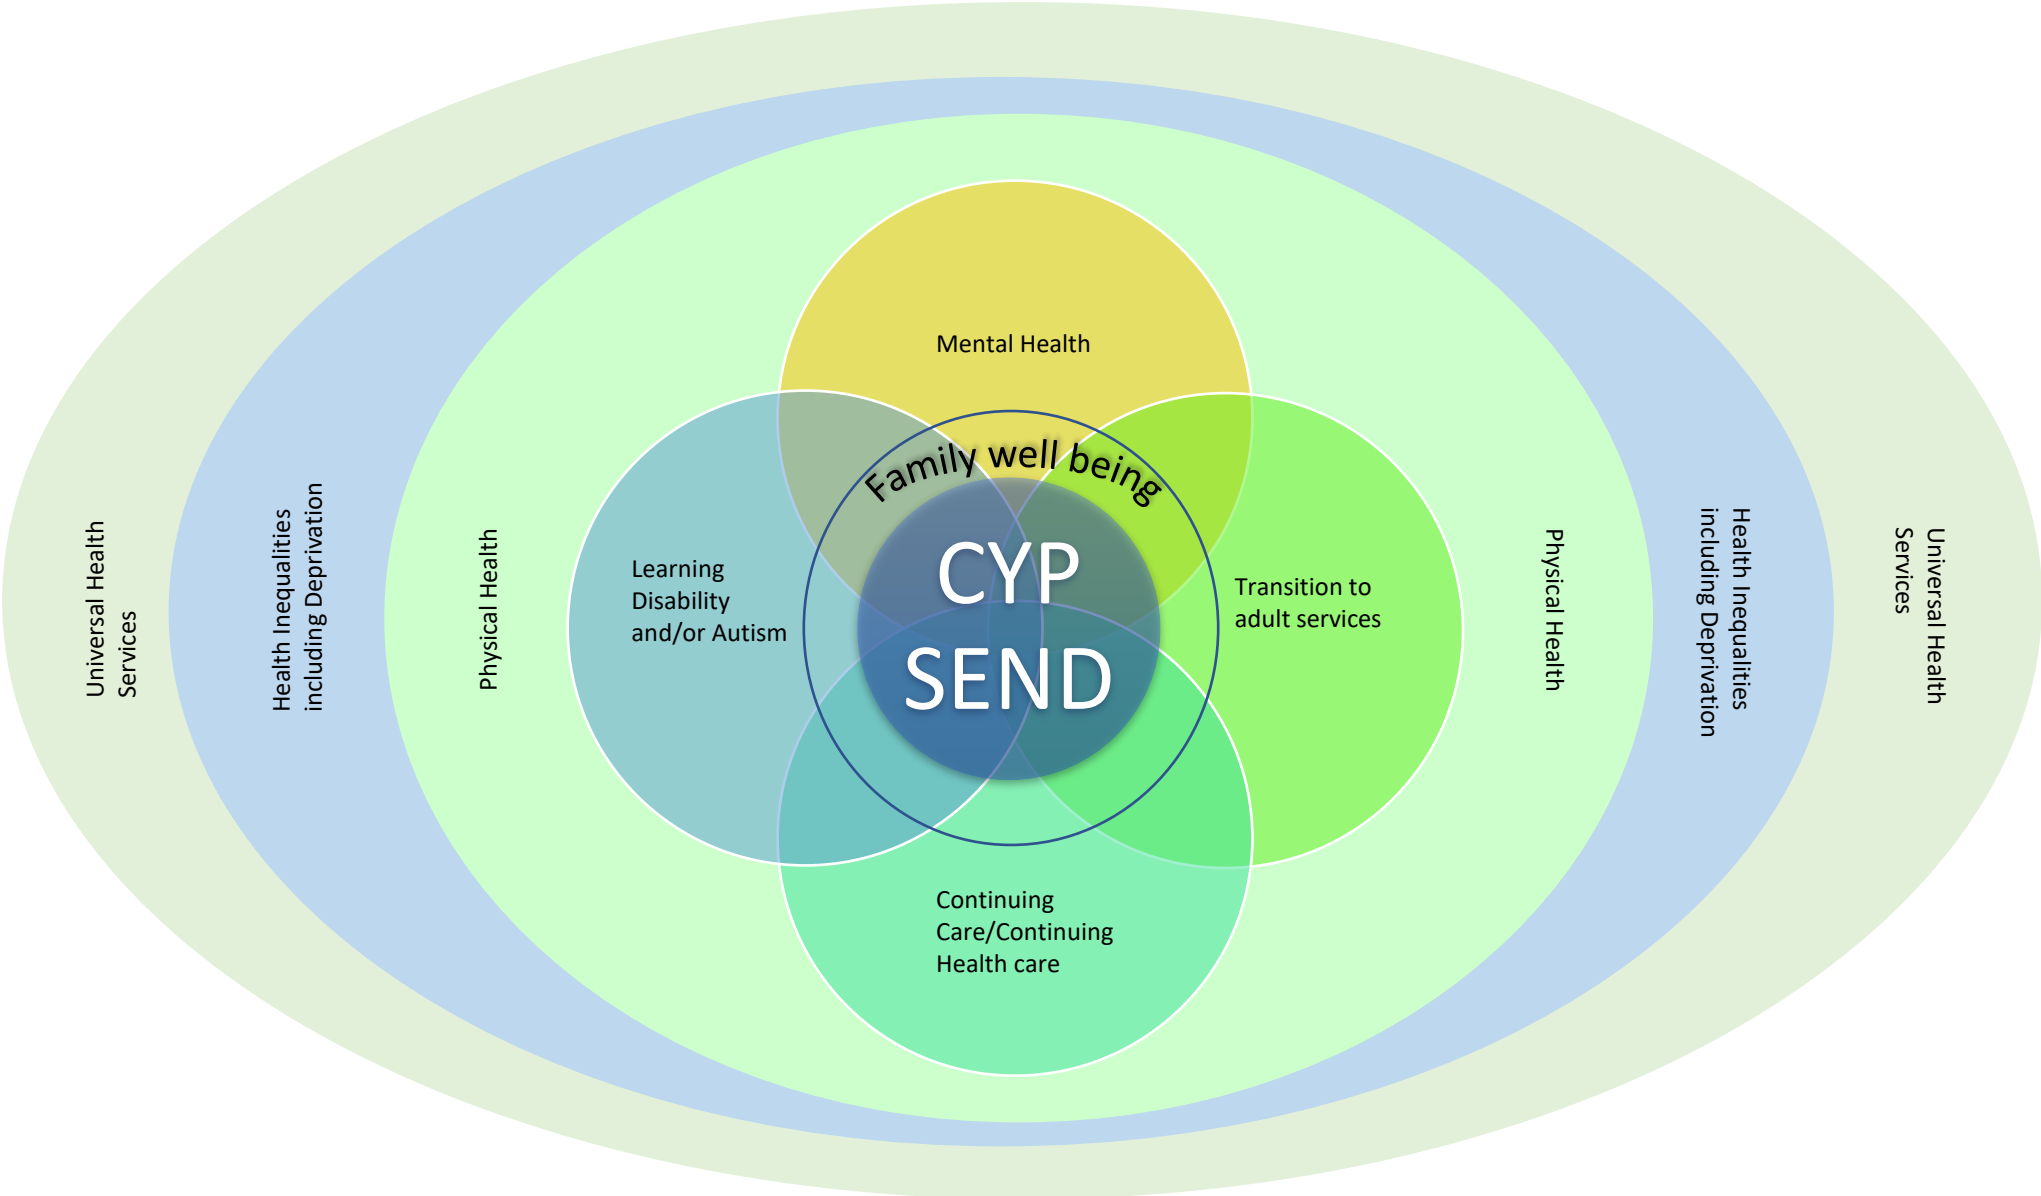 Mental Health
Family well being
CYP
SEND
Learning
Disability
and/or Autism
Transition to
adult services
Continuing
Care/Continuing
Health care
Universal Health
Services
Health Inequalities
including Deprivation
Physical Health
Physical Health
Health Inequalities
including Deprivation
Universal Health
Services